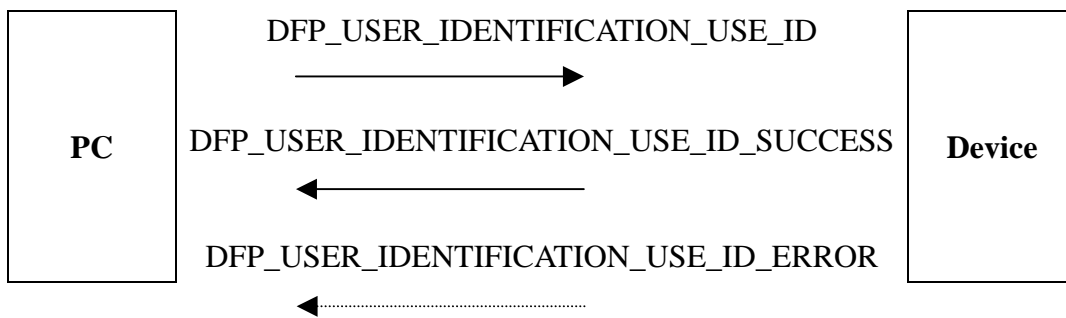 DFP_USER_IDENTIFICATION_USE_ID
PC
DFP_USER_IDENTIFICATION_USE_ID_SUCCESS
Device
DFP_USER_IDENTIFICATION_USE_ID_ERROR